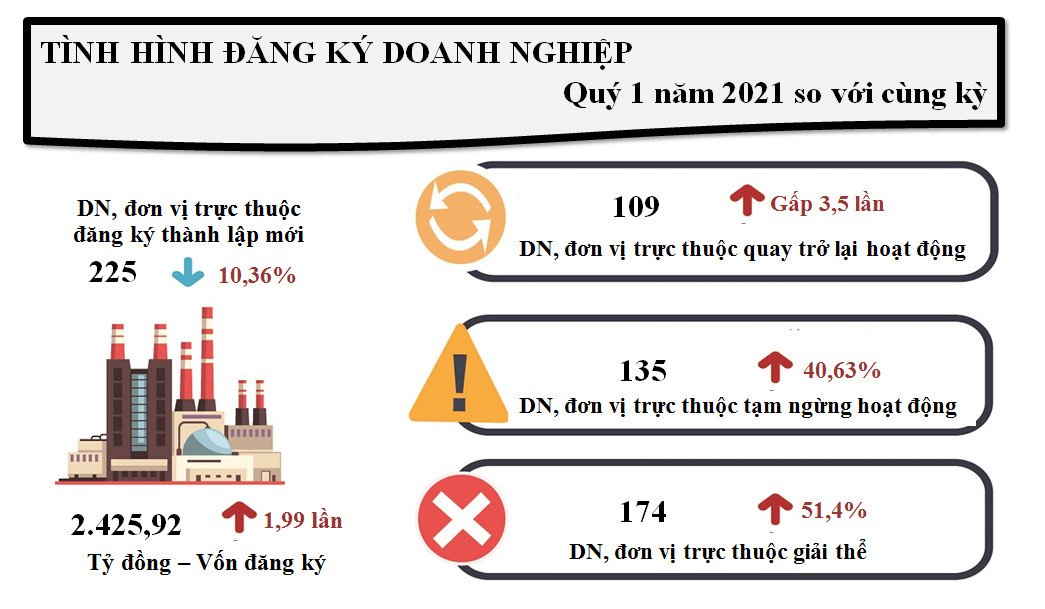 TÌNH HÌNH ĐĂNG KÝ DOANH NGHIỆP
Quý 1 năm 2021 so với cùng kỳ
DN, đơn vị trực thuộc
đăng ký thành lập mới
225 10,36%
2.425,92 1,99 lần
Tỷ đồng – Vốn đăng ký
109 Gấp 3,5 lần
DN, đơn vị trực thuộc quay trở lại hoạt động
135 40,63%
DN, đơn vị trực thuộc tạm ngừng hoạt động
174 51,4%
DN, đơn vị trực thuộc giải thể